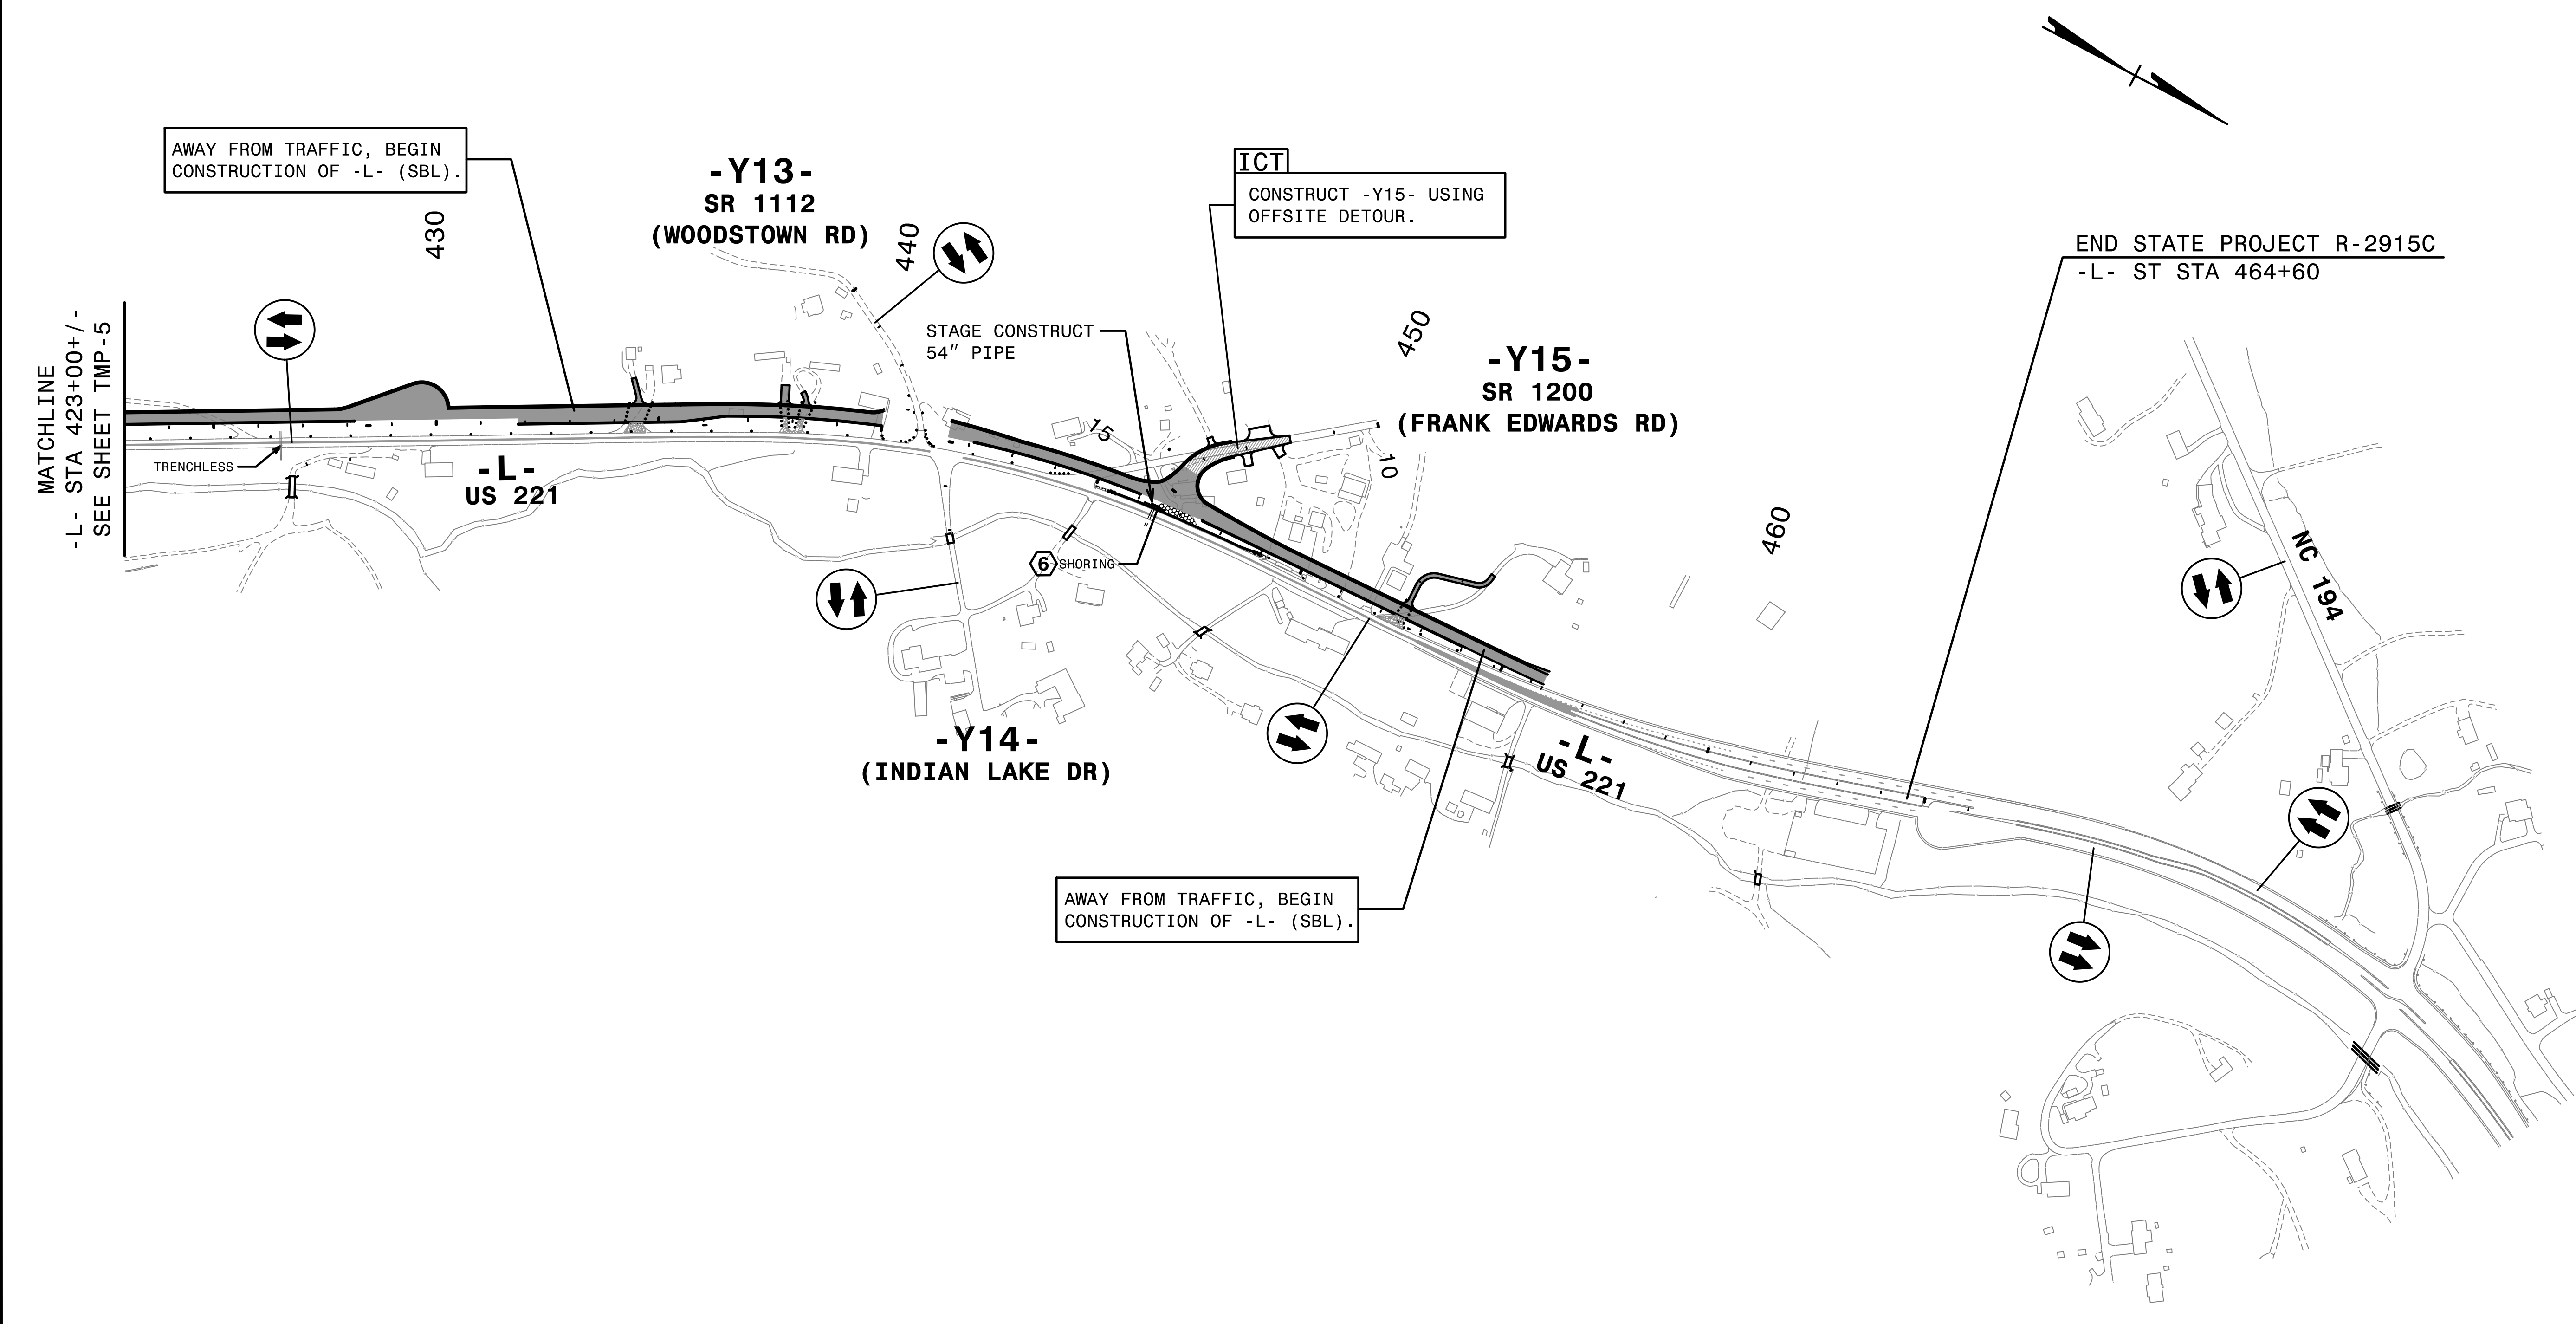 AWAY FROM TRAFFIC, BEGIN
CONSTRUCTION OF -L- (SBL).
430
-Y13-
SR 1112
(WOODSTOWN RD)
440
ICT
CONSTRUCT -Y15- USING
OFFSITE DETOUR.
END STATE PROJECT R-2915C
-L- ST STA 464+60
MATCHLINE
-L- STA 423+00+/-
SEE SHEET TMP-5
STAGE CONSTRUCT
54" PIPE
450
-Y15-
SR 1200
(FRANK EDWARDS RD)
15
10
TRENCHLESS
-L-
US 221
460
NC 194
6 SHORING
-Y14-
(INDIAN LAKE DR)
-L-
US 221
AWAY FROM TRAFFIC, BEGIN
CONSTRUCTION OF -L- (SBL).